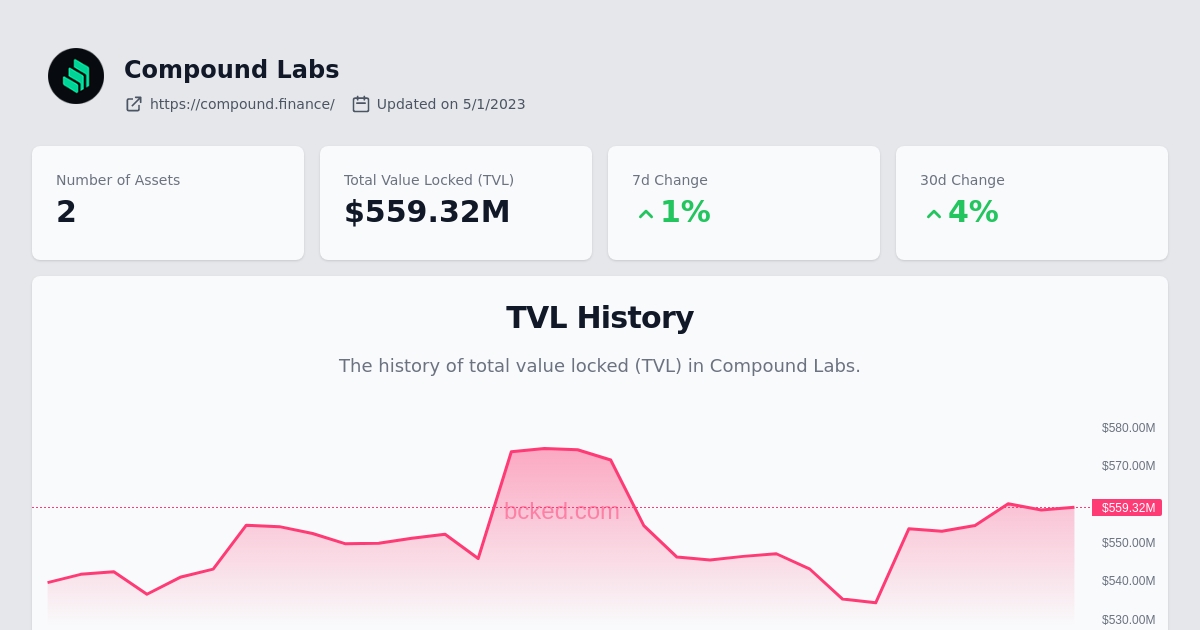 Compound Labs
https://compound.finance/ Updated on 5/1/2023
Number of Assets
2
Total Value Locked (TVL)
$559.32M
7d Change
1%
30d Change
4%
TVL History
The history of total value locked (TVL) in Compound Labs.
$580.00M
$570.00M
$559.32M
bcked.com
$550.00M
$540.00M
$530.00M